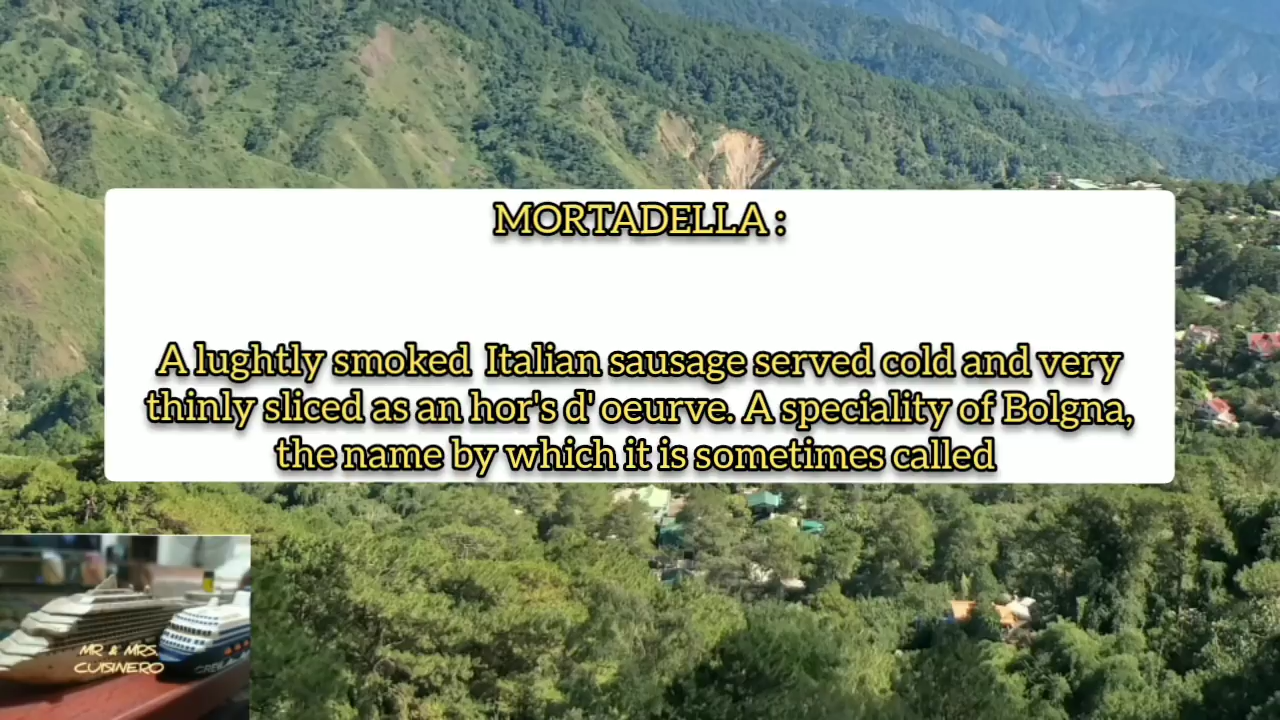 MORTADELLA :
A lughtly smoked Italian sausage served cold and very
thinly sliced as an hor's d' oeurve. A speciality of Bolgna,
the name by which it is sometimes called
MR & MRS.
CUISINERO